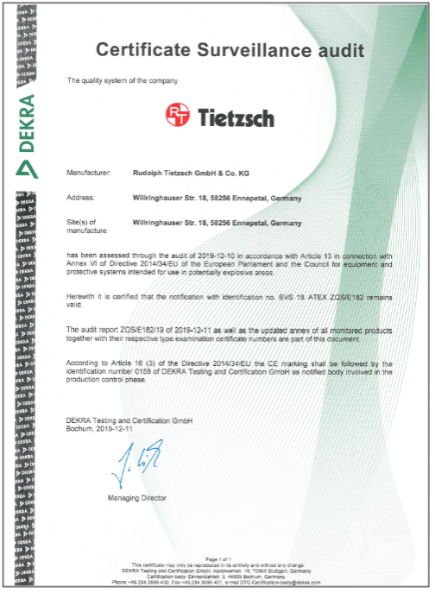 Certificate Surveillance audit
The quality system of the company
RT Tietzsch
Manufacturer: Rudolph Tietzsch GmbH & Co. KG
Address: Willringhauser Str. 18, 58256 Ennepetal, Germany
Site(s) of
manufacture: Willringhauser Str. 18, 58256 Ennepetal, Germany
has been assessed through the audit of 2019-12-10 in accordance with Article 13 in connection with
Annex VI of Directive 2014/34/EU of the European Parliament and the Council for equipment and
protective systems intended for use in potentially explosive areas.
Herewith it is certified that the notification with identification no. BVS 18 ATEX ZQS/E182 remains
valid.
The audit report ZQS/E182/19 of 2019-12-11 as well as the updated annex of all monitored products
together with their respective type examination certificate numbers are part of this document.
According to Article 16 (3) of the Directive 2014/34/EU the CE marking shall be followed by the
identification number 0158 of DEKRA Testing and Certification GmbH as notified body involved in the
production control phase.
DEKRA Testing and Certification GmbH
Bochum, 2019-12-11
Managing Director
Page 1 of 1
This certificate may only be reproduced in its entirety and without any change.
DEKRA Testing and Certification GmbH, Handwerkstr. 15, 70565 Stuttgart, Germany
Certification body: Dinnendahlstr. 9, 44809 Bochum, Germany
Phone +49.234.3696-400, Fax +49.234.3696-401, e-mail DTC-Certification-body@dekra.com
DEKRA